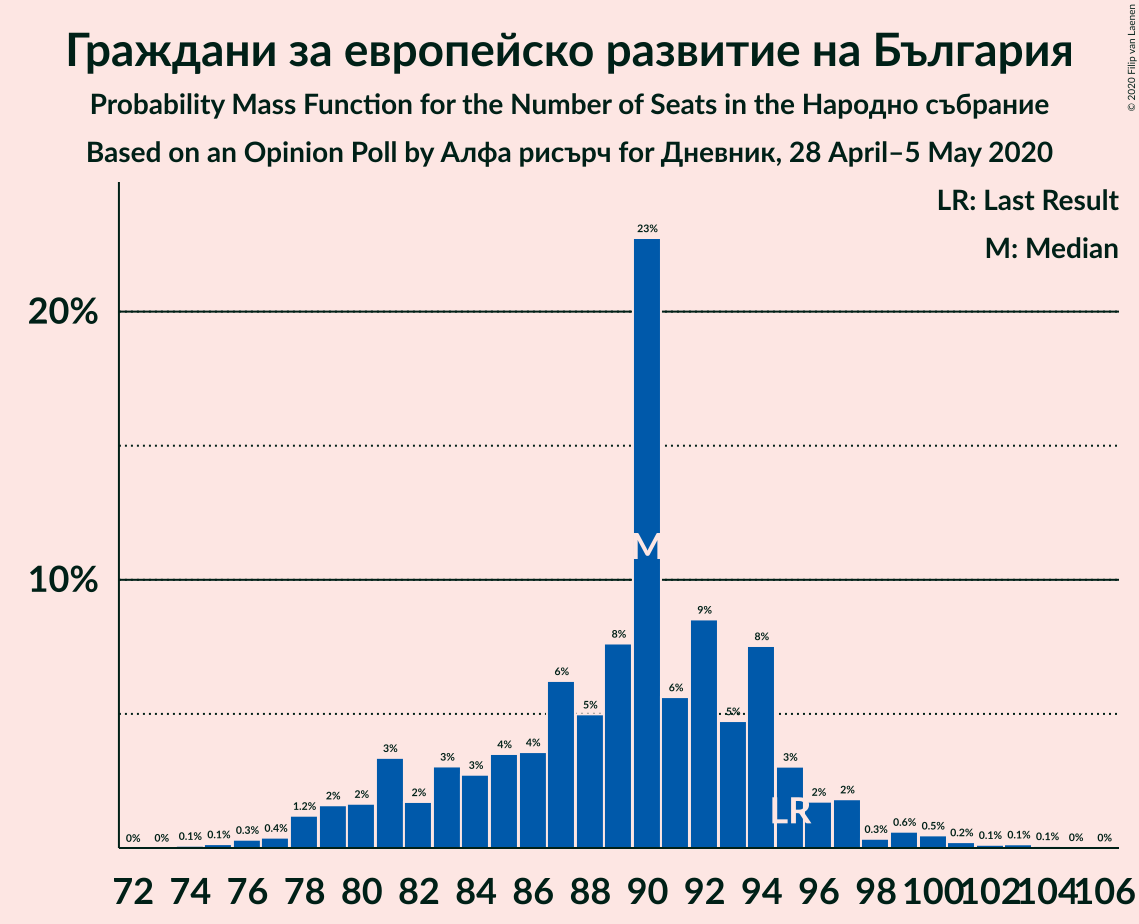 Граждани за европейско развитие на България
Probability Mass Function for the Number of Seats in the Народно събрание
Based on an Opinion Poll by Алфа рисърч for Дневник, 28 April–5 May 2020
© 2020 Filip van Laenen
LR: Last Result
M: Median
20%
10%
0% 0% 0.1% 0.1% 0.3% 0.4% 1.2% 2% 2% 3% 2% 3% 3% 4% 4% 6% 5% 8% 23% 6% 9% 5% 8% 3% 2% 2% 0.3% 0.6% 0.5% 0.2% 0.1% 0.1% 0.1% 0% 0%
M
LR
72 74 76 78 80 82 84 86 88 90 92 94 96 98 100 102 104 106